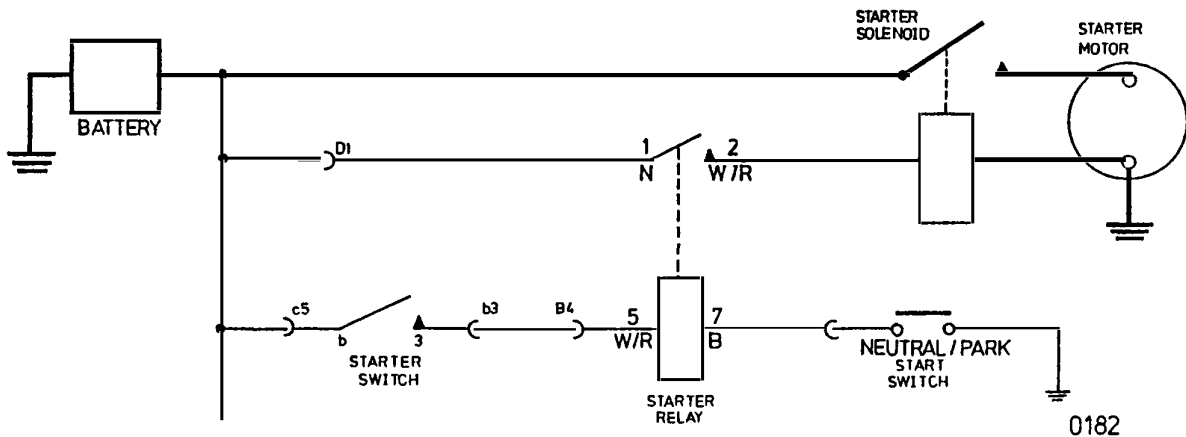 STARTER
SOLENOID
STARTER
MOTOR
BATTERY
D1
1
2
N
W/R
c5
b3
B4
5
7
b
3
W/R
B
STARTER
SWITCH
NEUTRAL/PARK
START
SWITCH
STARTER
RELAY
0182